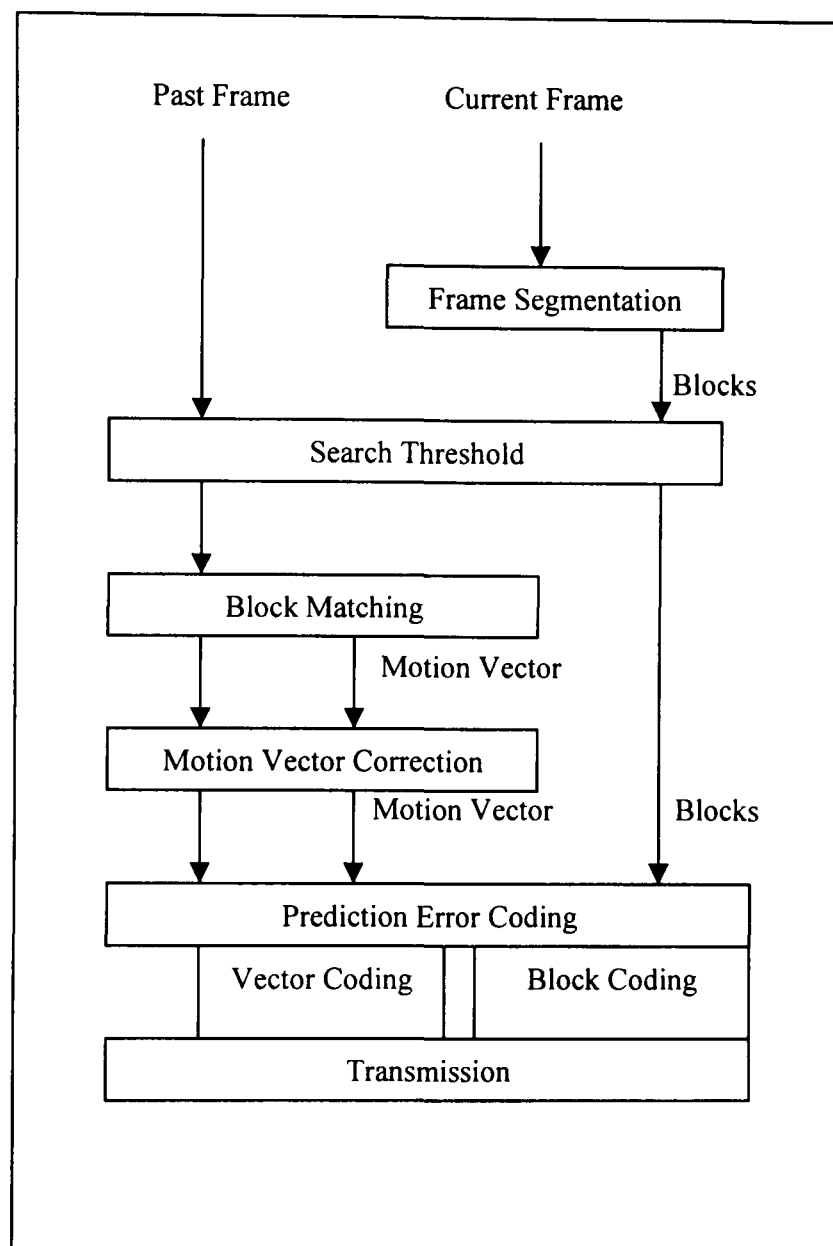 Past Frame
Current Frame
Frame Segmentation
Blocks
Search Threshold
Block Matching
Motion Vector
Motion Vector Correction
Motion Vector
Blocks
Prediction Error Coding
Vector Coding
Block Coding
Transmission